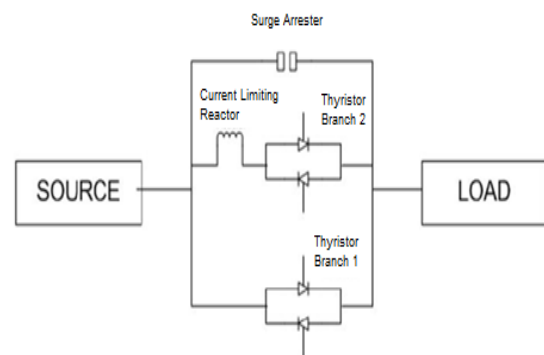 Surge Arrester
Current Limiting
Reactor
Thyristor
Branch 2
SOURCE
LOAD
Thyristor
Branch 1